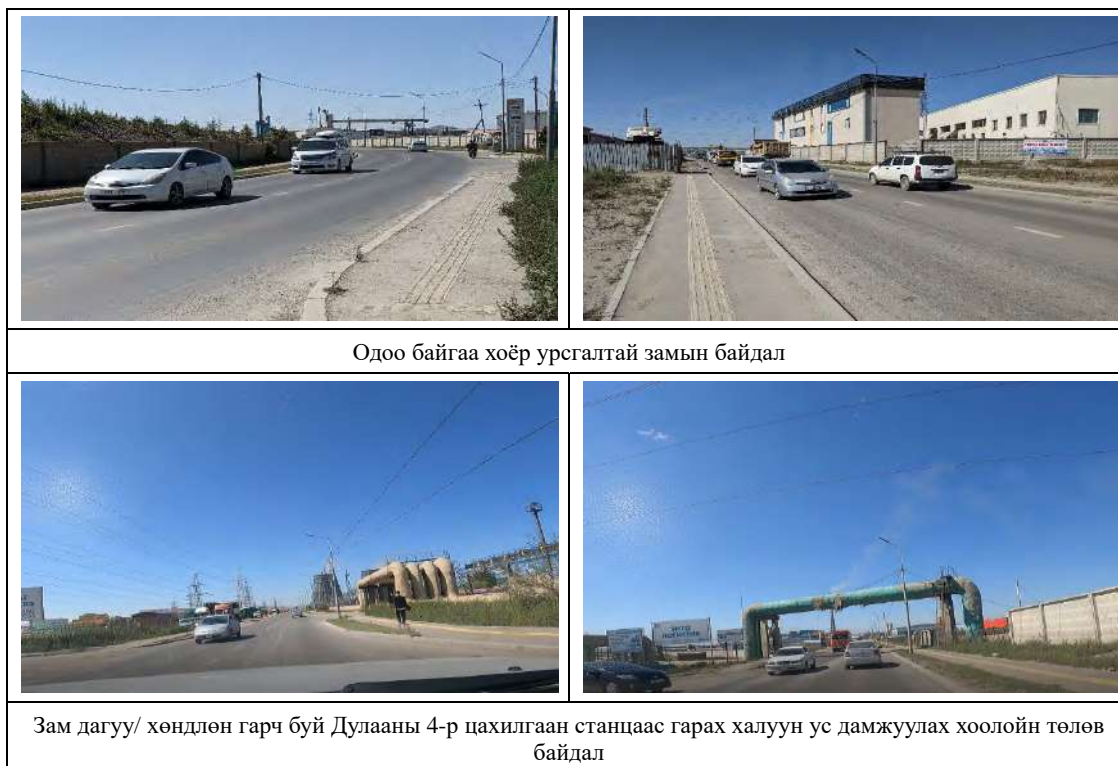 Одоо байгаа хоёр урсгалтай замын байдал
Зам дагуу/ хөндлөн гарч буй Дулааны 4-р цахилгаан станцаас гарах халуун ус дамжуулах хоолойн төлөв
байдал